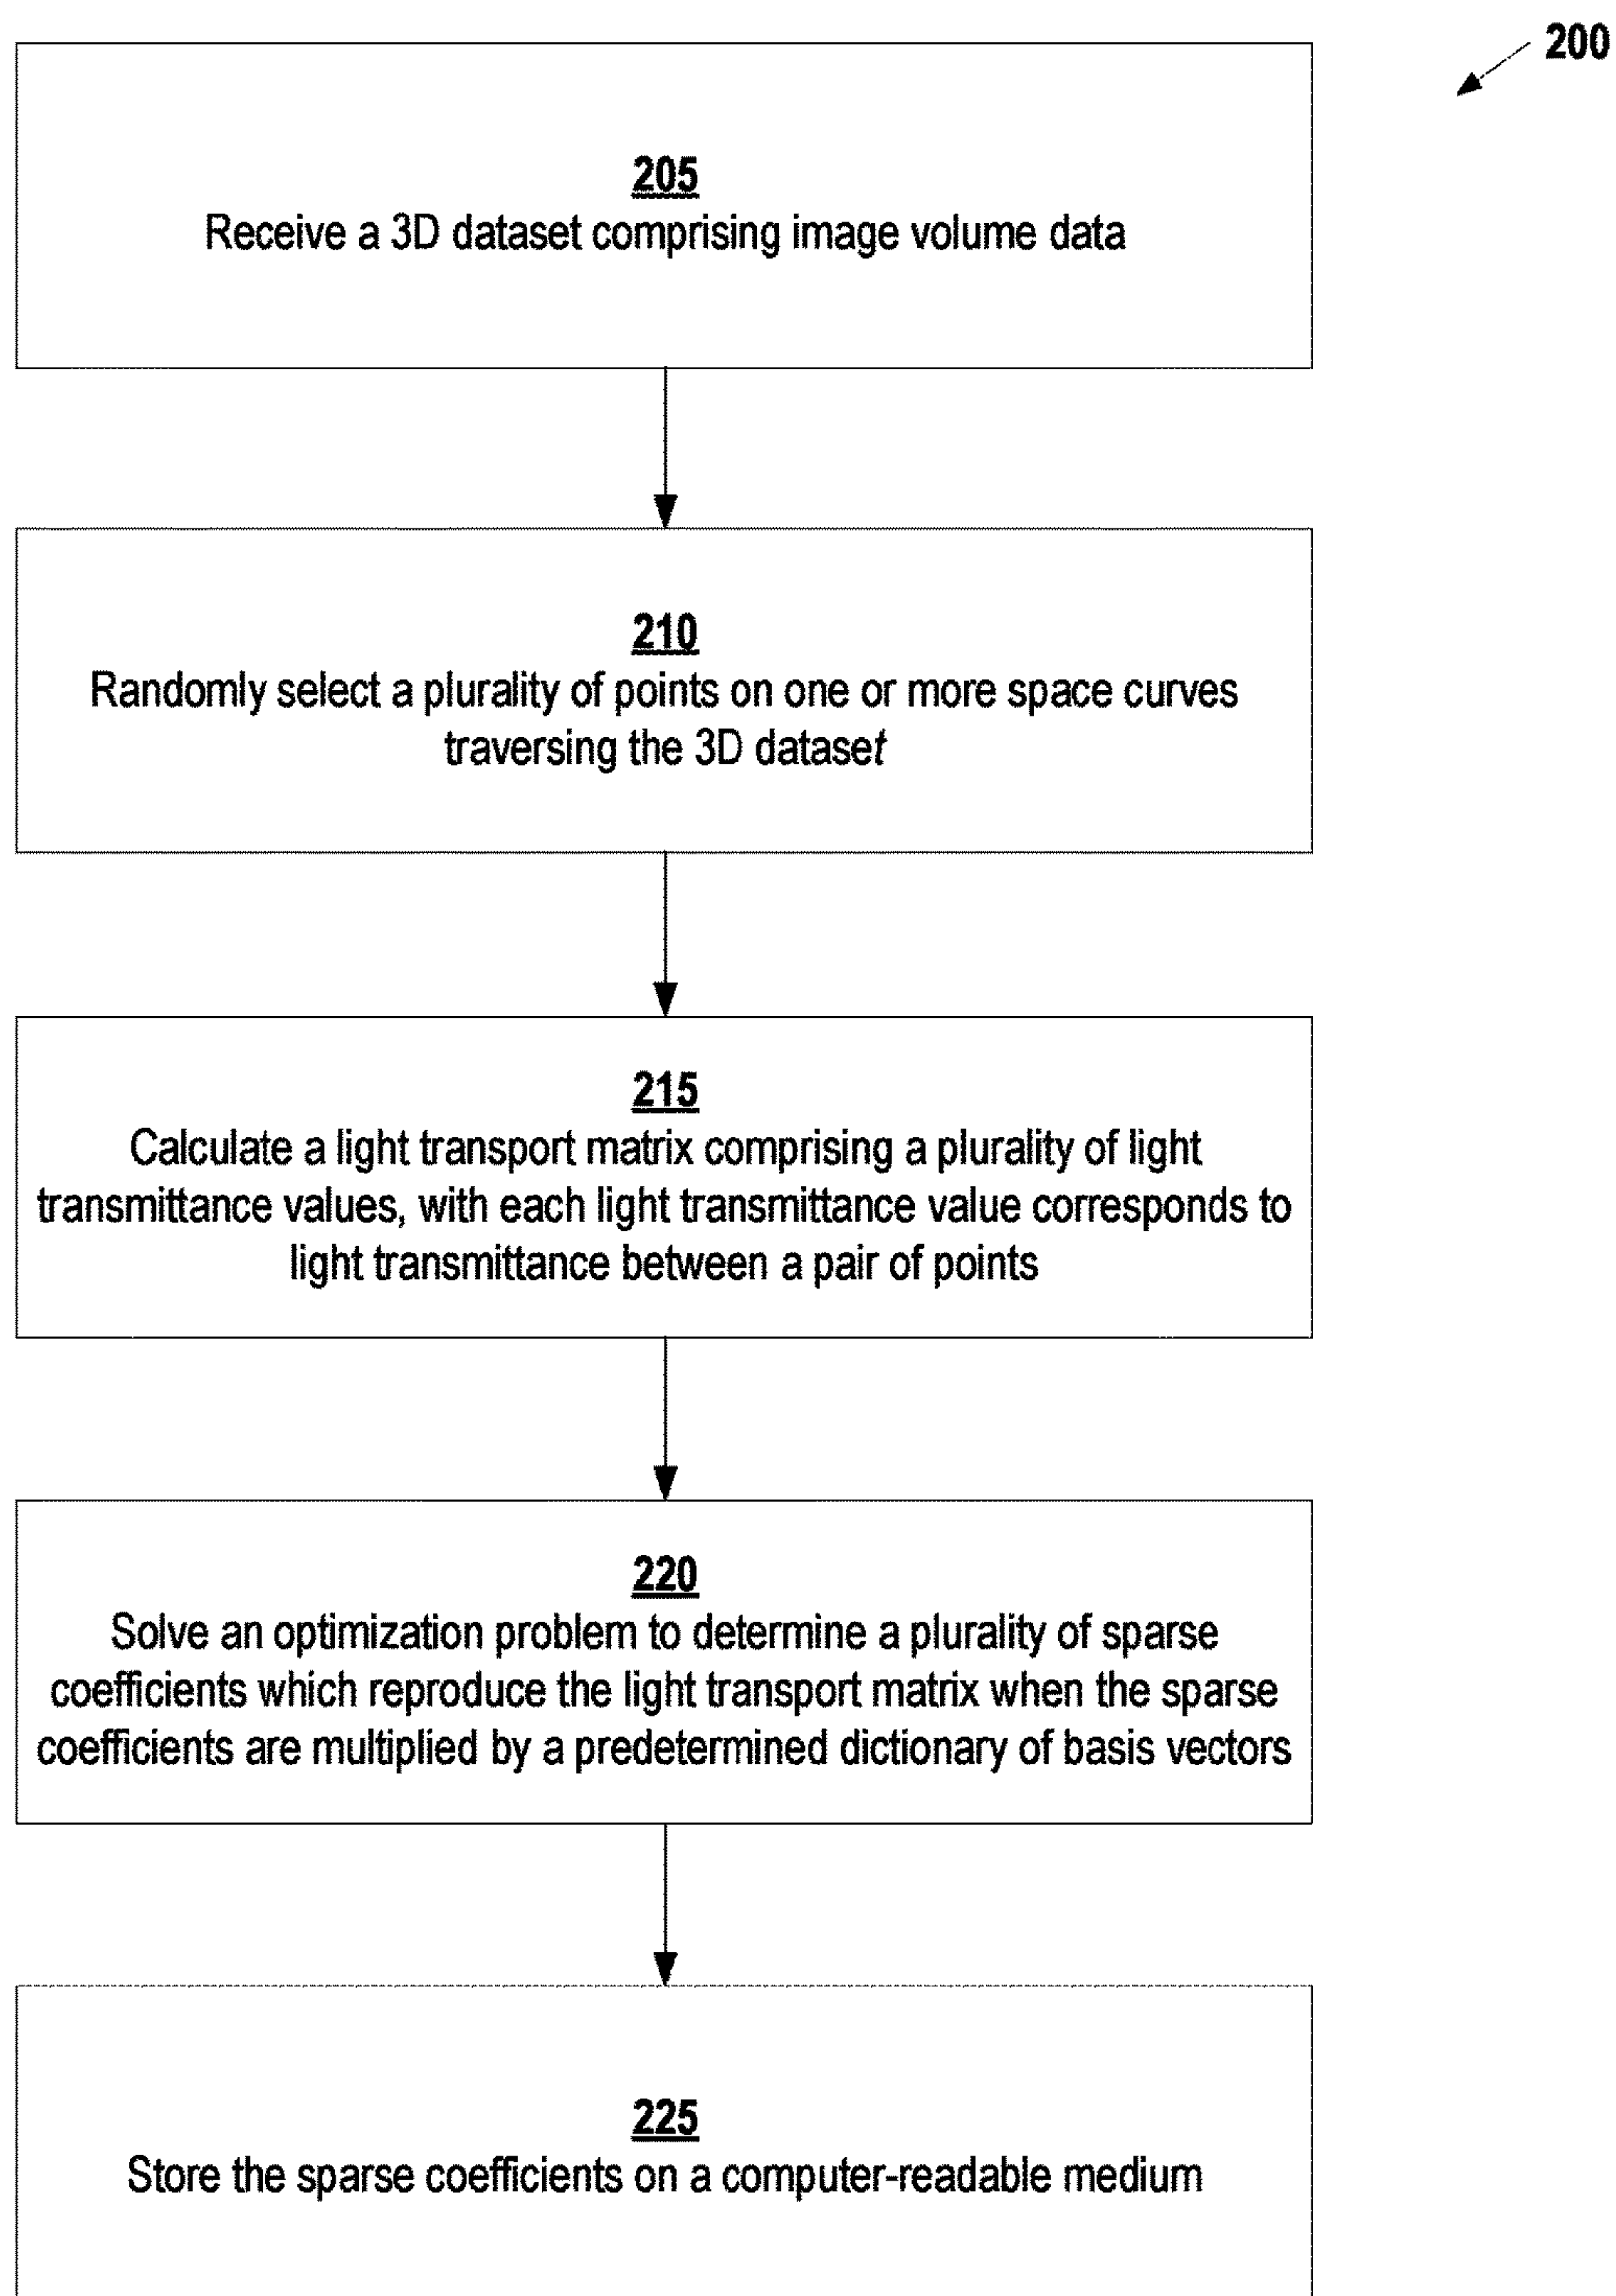 200
205
Receive a 3D dataset comprising image volume data
210
Randomly select a plurality of points on one or more space curves
traversing the 3D dataset
215
Calculate a light transport matrix comprising a plurality of light
transmittance values, with each light transmittance value corresponds to
light transmittance between a pair of points
220
Solve an optimization problem to determine a plurality of sparse
coefficients which reproduce the light transport matrix when the sparse
coefficients are multiplied by a predetermined dictionary of basis vectors
225
Store the sparse coefficients on a computer-readable medium